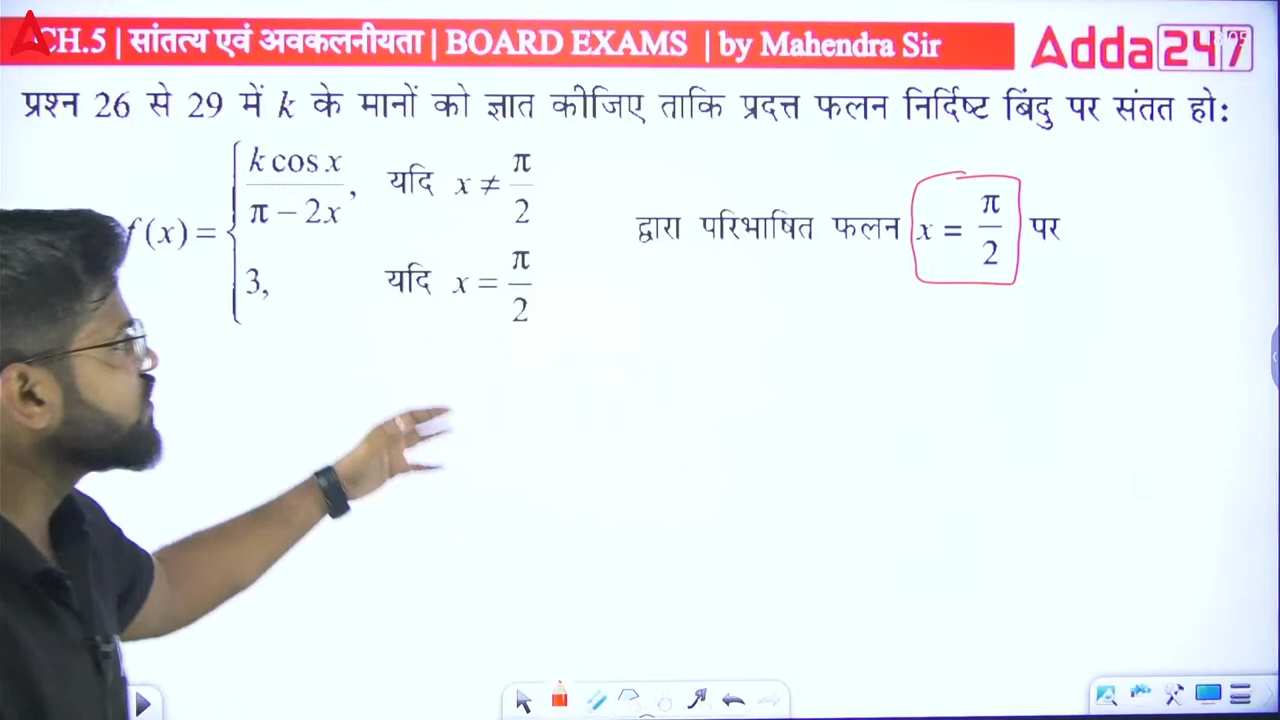 CH.5 | सांतत्य एवं अवकलनीयता | BOARD EXAMS | by Mahendra Sir
Adda247
प्रश्न 26 से 29 में k के मानों को ज्ञात कीजिए ताकि प्रदत्त फलन निर्दिष्ट बिंदु पर संतत हो:
f(x) = { k cos x / π − 2x, यदि x ≠ π/2
3, यदि x = π/2
द्वारा परिभाषित फलन x = π/2 पर